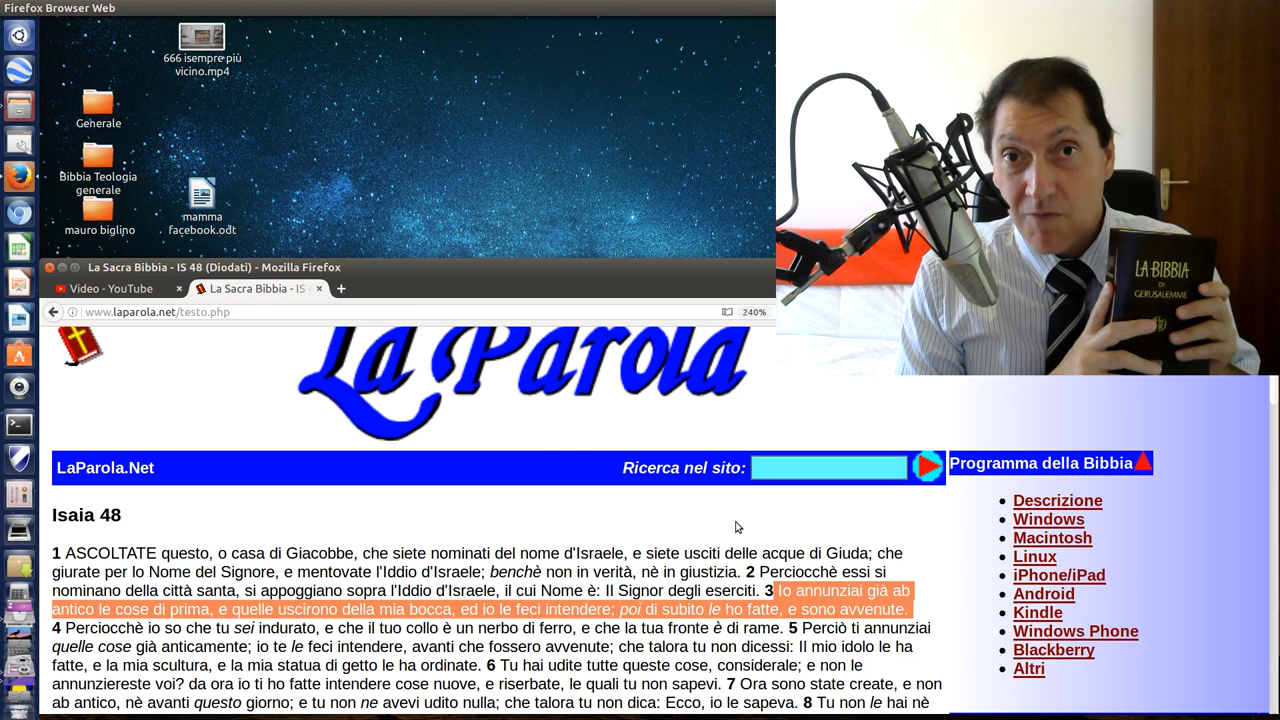 Firefox Browser Web
666 isempre più
vicino.mp4
Generale
Bibbia Teologia
generale
mauro biglino
mamma
facebook.odt
LA BIBBIA
DI
GERUSALEMME
La Sacra Bibbia - IS 48 (Diodati) - Mozilla Firefox
Video - YouTube
La Sacra Bibbia - IS
www.laparola.net/testo.php
240%
La Parola
LaParola.Net
Ricerca nel sito:
Programma della Bibbia
Descrizione
Windows
Macintosh
Linux
iPhone/iPad
Android
Kindle
Windows Phone
Blackberry
Altri
Isaia 48
1 ASCOLTATE questo, o casa di Giacobbe, che siete nominati del nome d'Israele, e siete usciti delle acque di Giuda; che
giurate per lo Nome del Signore, e mentovate l'Iddio d'Israele; benchè non in verità, nè in giustizia. 2 Perciocchè essi si
nominano della città santa, si appoggiano sopra l'Iddio d'Israele, il cui Nome è: Il Signor degli eserciti. 3 Io annunziai già ab
antico le cose di prima, e quelle uscirono della mia bocca, ed io le feci intendere; poi di subito le ho fatte, e sono avvenute.
4 Perciocchè io so che tu sei indurato, e che il tuo collo è un nerbo di ferro, e che la tua fronte è di rame. 5 Perciò ti annunziai
quelle cose già anticamente; io te le feci intendere, avanti che fossero avvenute; che talora tu non dicessi: Il mio idolo le ha
fatte, e la mia scultura, e la mia statua di getto le ha ordinate. 6 Tu hai udite tutte queste cose, considerale; e non le
annunziereste voi? da ora io ti ho fatte intendere cose nuove, e riserbate, le quali tu non sapevi. 7 Ora sono state create, e non
ab antico, nè avanti questo giorno; e tu non ne avevi udito nulla; che talora tu non dica: Ecco, io le sapeva. 8 Tu non le hai nè